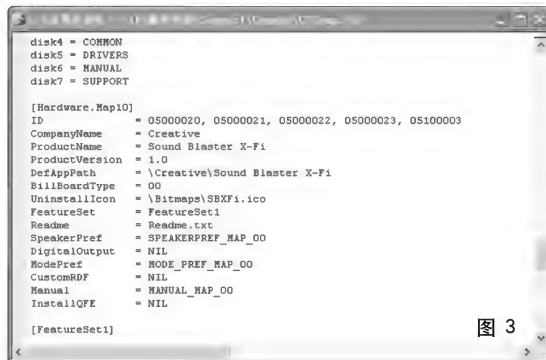 disk4 = COMMON
disk5 = DRIVERS
disk6 = MANUAL
disk7 = SUPPORT
[Hardware.Map10]
ID = 05000020, 05000021, 05000022, 05000023, 05100003
CompanyName = Creative
ProductName = Sound Blaster X-Fi
ProductVersion = 1.0
DefAppPath = \Creative\Sound Blaster X-Fi
BillBoardType = 00
UninstallIcon = \Bitmaps\SBXFi.ico
FeatureSet = FeatureSet1
Readme = Readme.txt
SpeakerPref = SPEAKERPREF_MAP_00
DigitalOutput = NIL
ModePref = MODE_PREF_MAP_00
CustomRDF = NIL
Manual = MANUAL_MAP_00
InstallQFE = NIL
[FeatureSet1]
图 3